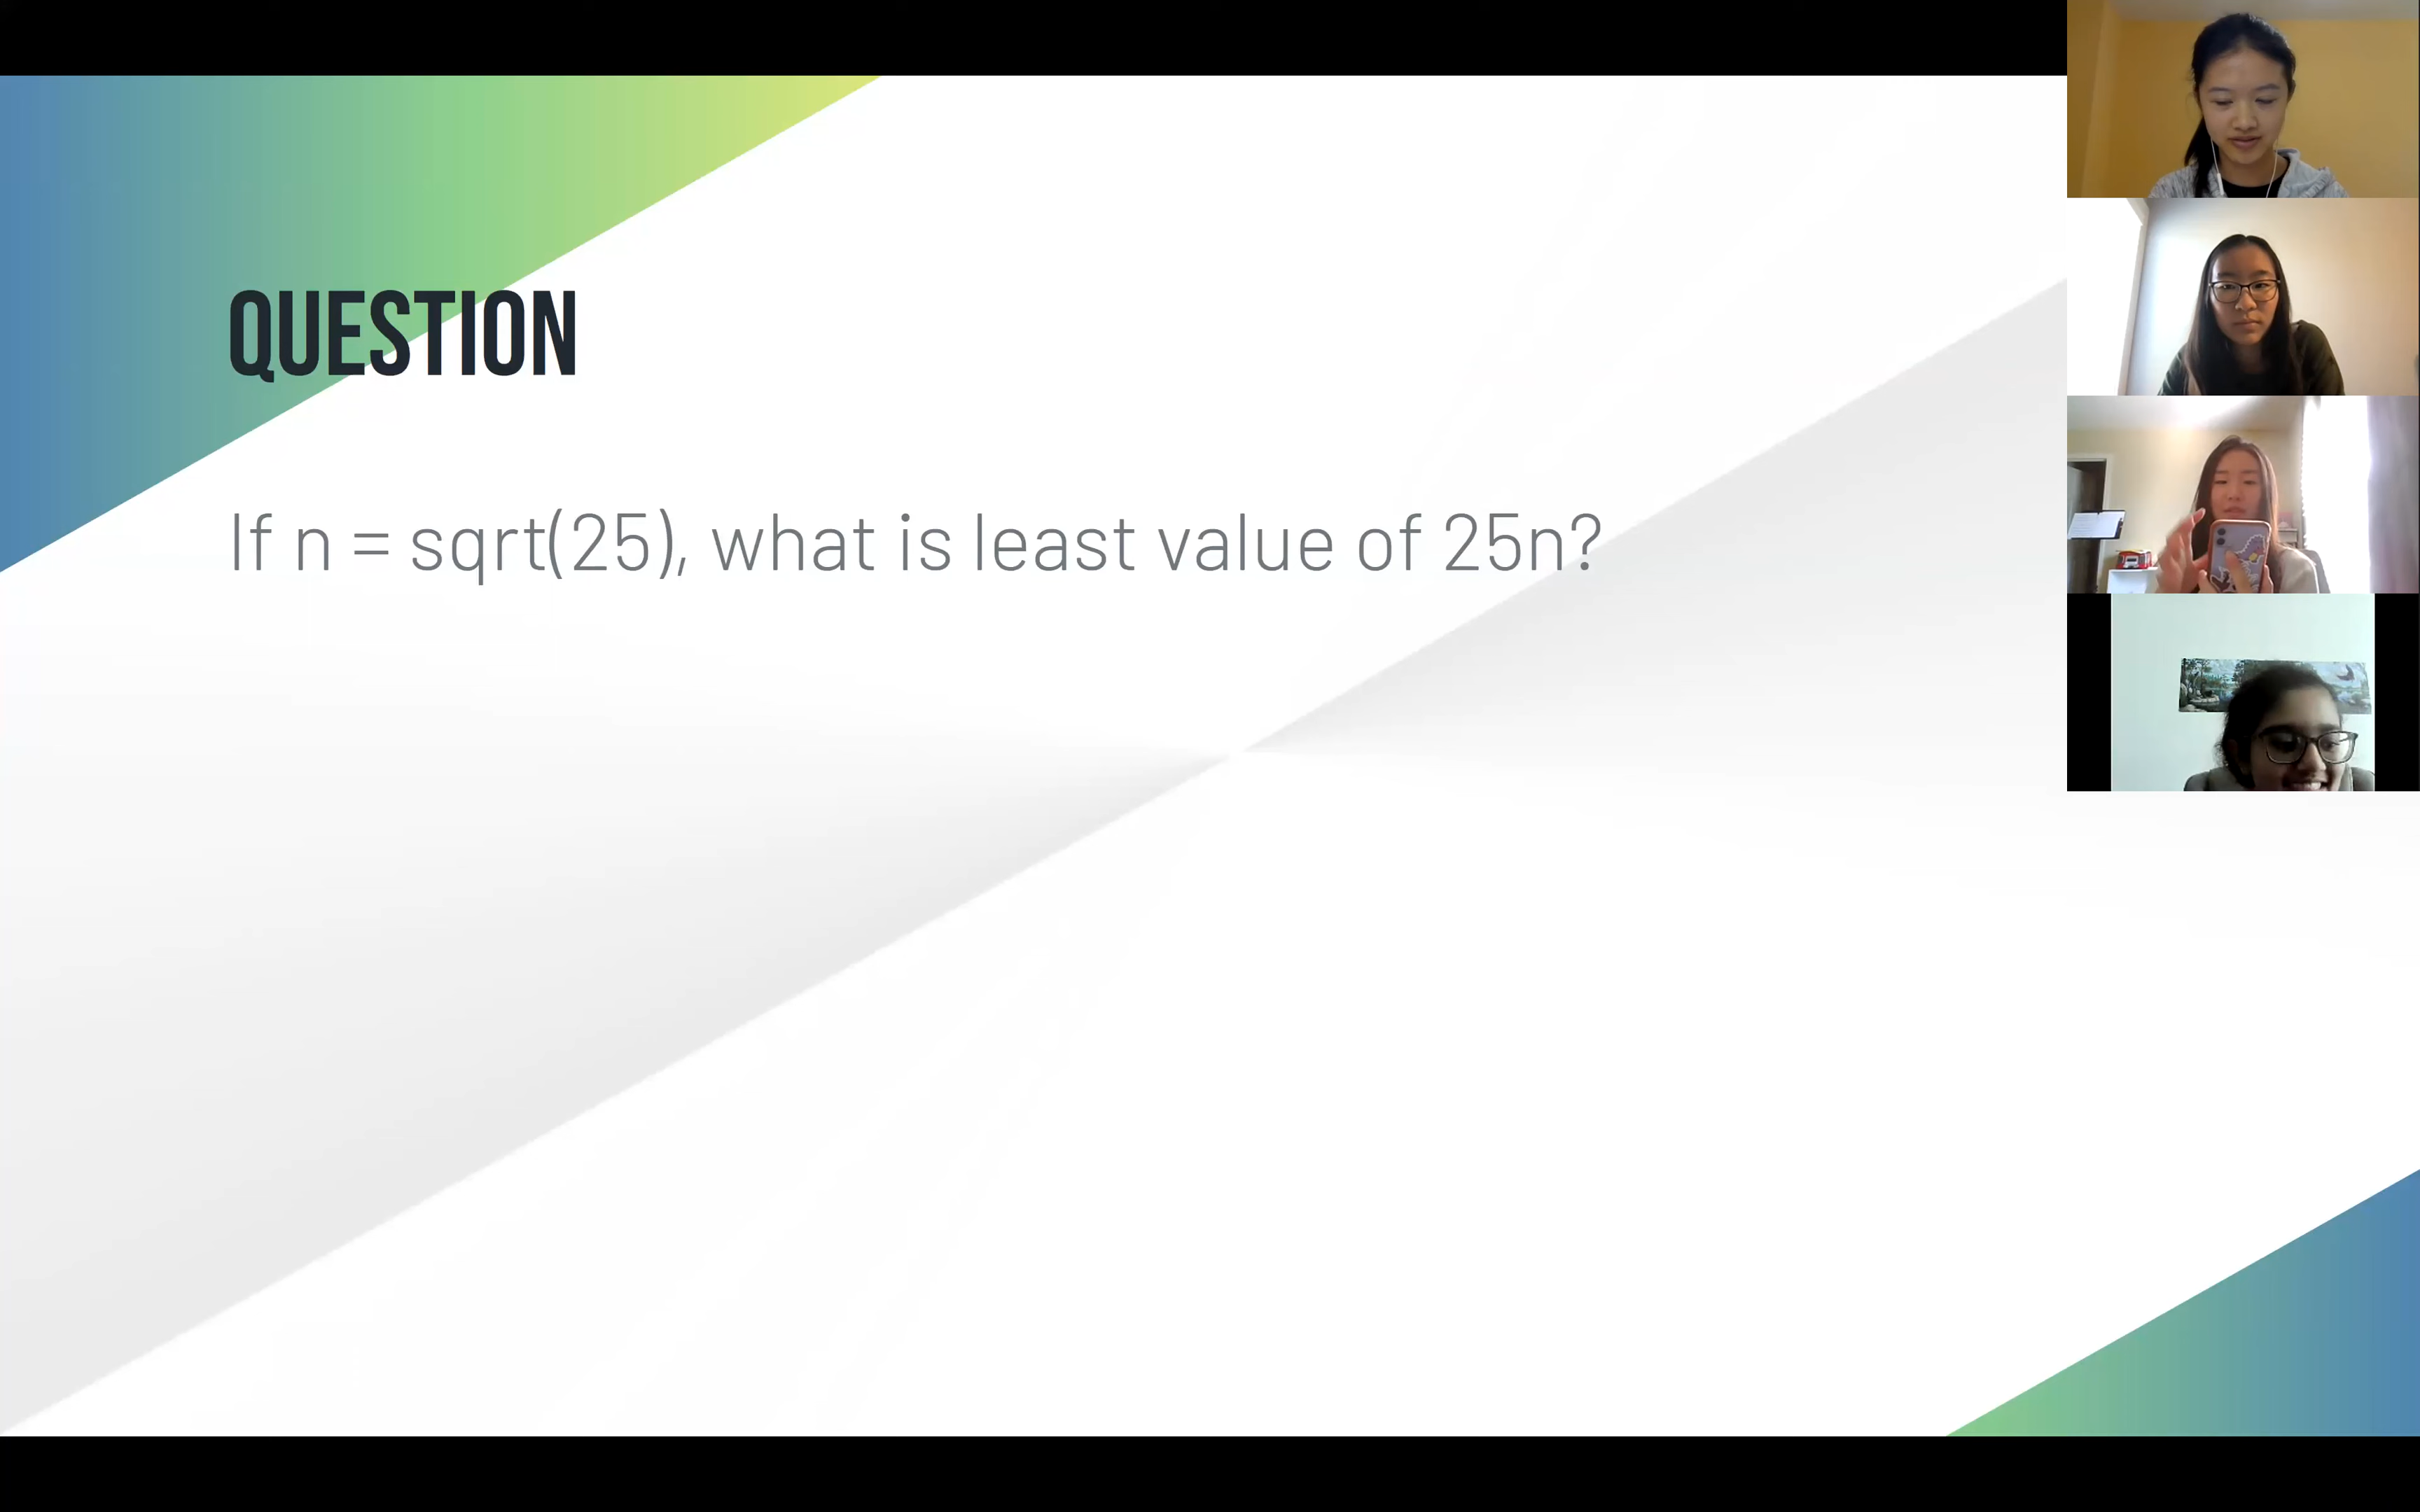 QUESTION
If n = sqrt(25), what is least value of 25n?